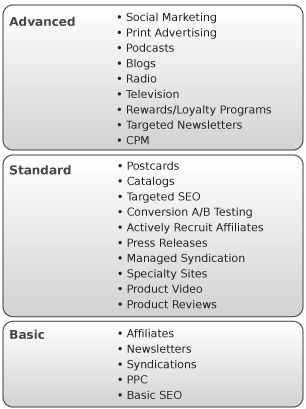 Advanced
• Social Marketing
• Print Advertising
• Podcasts
• Blogs
• Radio
• Television
• Rewards/Loyalty Programs
• Targeted Newsletters
• CPM
Standard
• Postcards
• Catalogs
• Targeted SEO
• Conversion A/B Testing
• Actively Recruit Affiliates
• Press Releases
• Managed Syndication
• Specialty Sites
• Product Video
• Product Reviews
Basic
• Affiliates
• Newsletters
• Syndications
• PPC
• Basic SEO